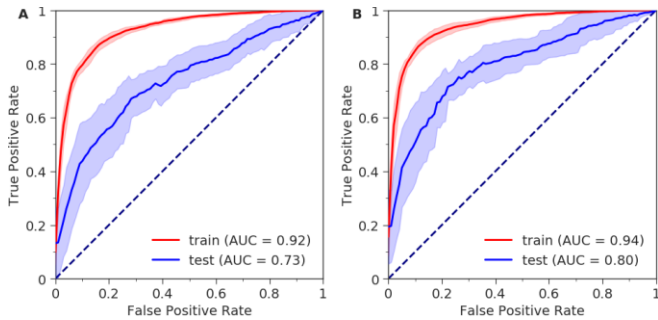 A
True Positive Rate
1
0.8
0.6
0.4
0.2
0
0
0.2
0.4
0.6
0.8
1
False Positive Rate
train (AUC = 0.92)
test (AUC = 0.73)
B
True Positive Rate
1
0.8
0.6
0.4
0.2
0
0
0.2
0.4
0.6
0.8
1
False Positive Rate
train (AUC = 0.94)
test (AUC = 0.80)